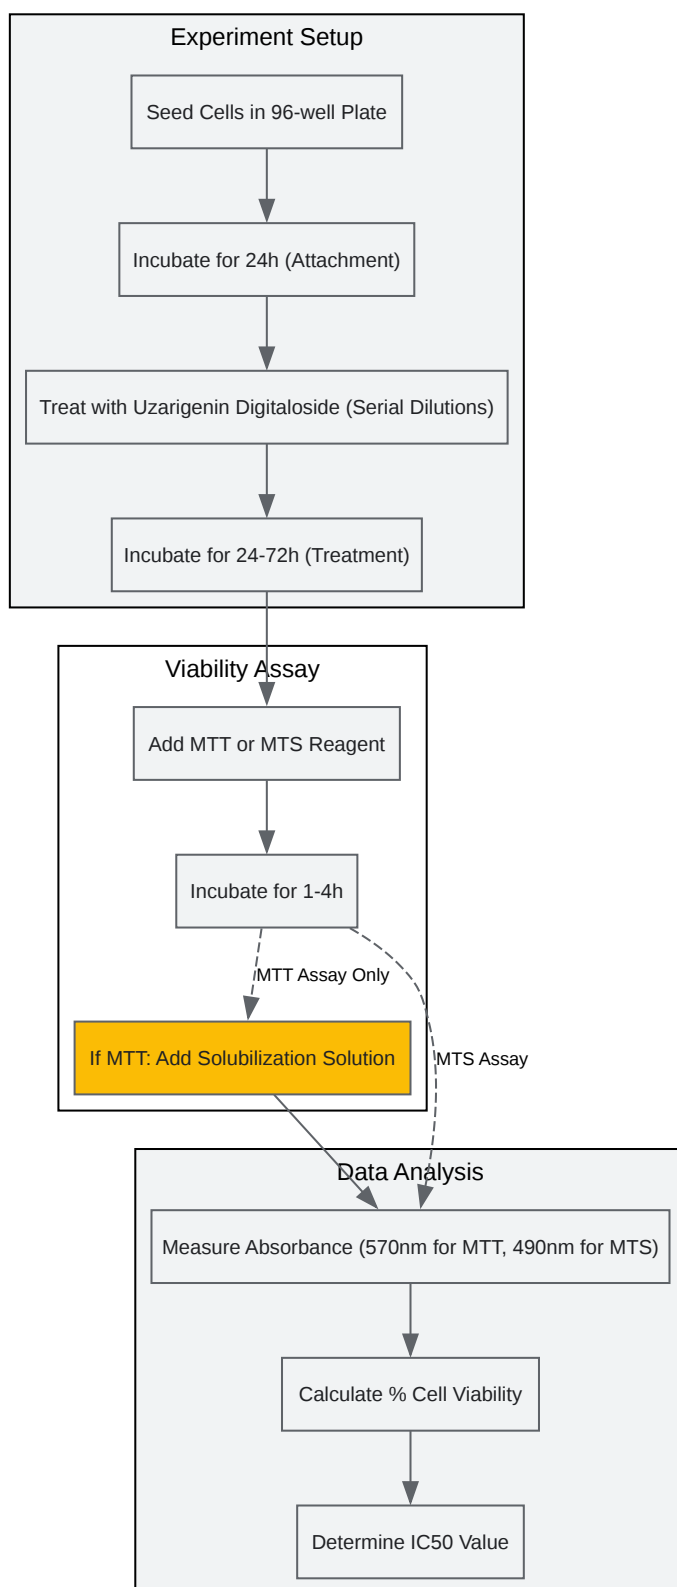 Experiment Setup
Seed Cells in 96-well Plate
Incubate for 24h (Attachment)
Treat with Uzarigenin Digitaloside (Serial Dilutions)
Incubate for 24-72h (Treatment)
Viability Assay
Add MTT or MTS Reagent
Incubate for 1-4h
MTT Assay Only
If MTT: Add Solubilization Solution
MTS Assay
Data Analysis
Measure Absorbance (570nm for MTT, 490nm for MTS)
Calculate % Cell Viability
Determine IC50 Value